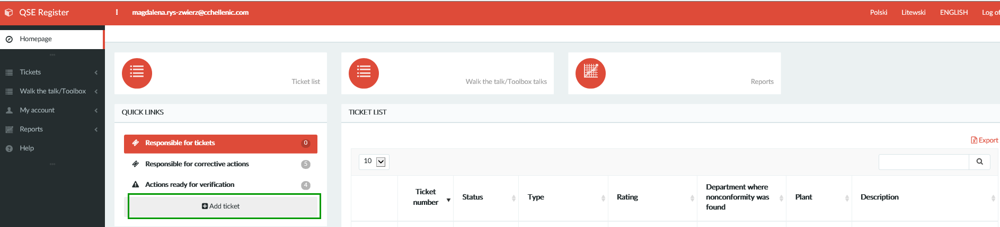 QSE Register
magdalena.rys-zwierz@cchellenic.com
Polski
Litewski
ENGLISH
Log of
Homepage
Tickets
Walk the talk/Toolbox
My account
Reports
Help
Ticket list
Walk the talk/Toolbox talks
Reports
QUICK LINKS
Responsible for tickets 0
Responsible for corrective actions 5
Actions ready for verification 4
Add ticket
TICKET LIST
Export
10
Ticket
number
Status
Type
Rating
Department where
nonconformity was
found
Plant
Description